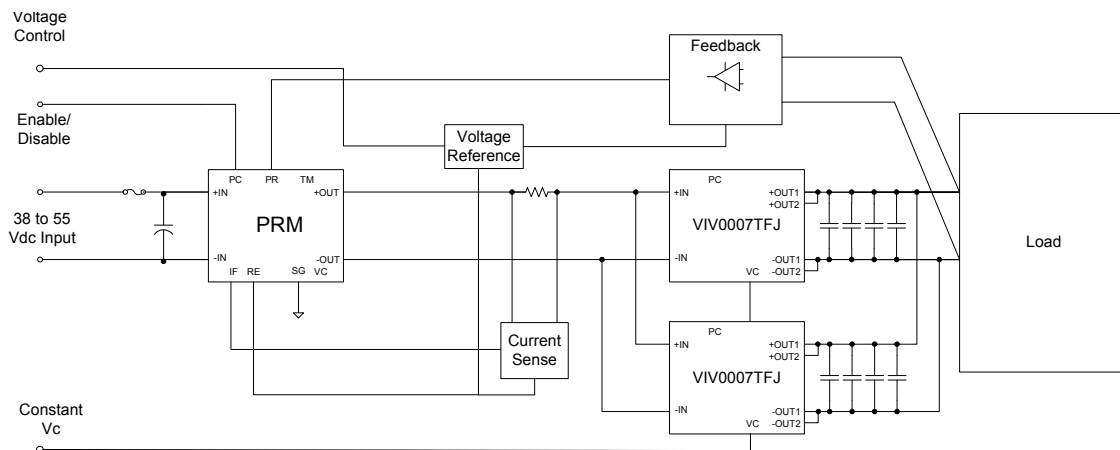 Voltage
Control
Enable/
Disable
38 to 55
Vdc Input
Constant
Vc
PC
PR
TM
+IN
+OUT
PRM
-IN
-OUT
IF
RE
SG
VC
Voltage
Reference
Current
Sense
Feedback
PC
+IN
+OUT1
+OUT2
VIV0007TFJ
-IN
-OUT1
-OUT2
VC
PC
+IN
+OUT1
+OUT2
VIV0007TFJ
-IN
-OUT1
-OUT2
VC
Load